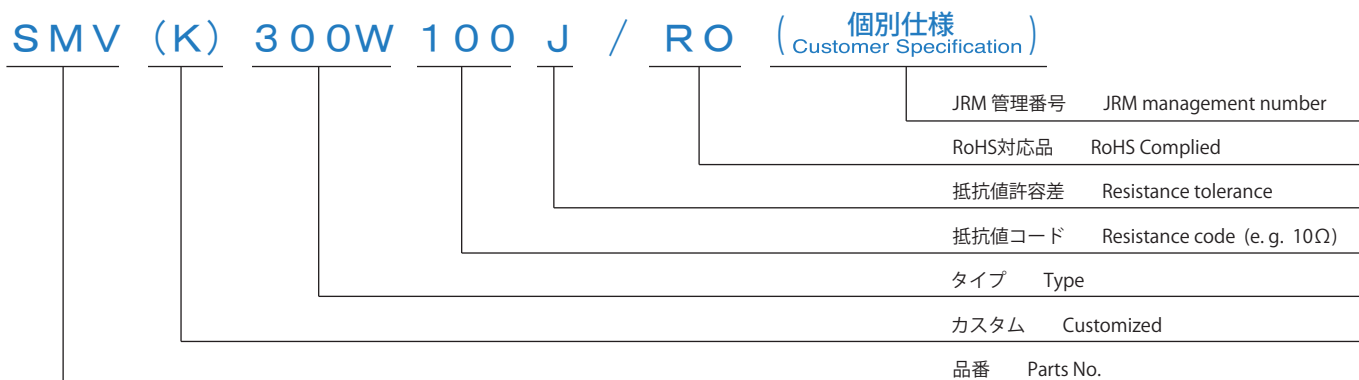 SMV (K) 300W 100 J / RO (個別仕様 Customer Specification)
JRM 管理番号 JRM management number
RoHS対応品 RoHS Complied
抵抗値許容差 Resistance tolerance
抵抗値コード Resistance code (e. g. 10Ω)
タイプ Type
カスタム Customized
品番 Parts No.